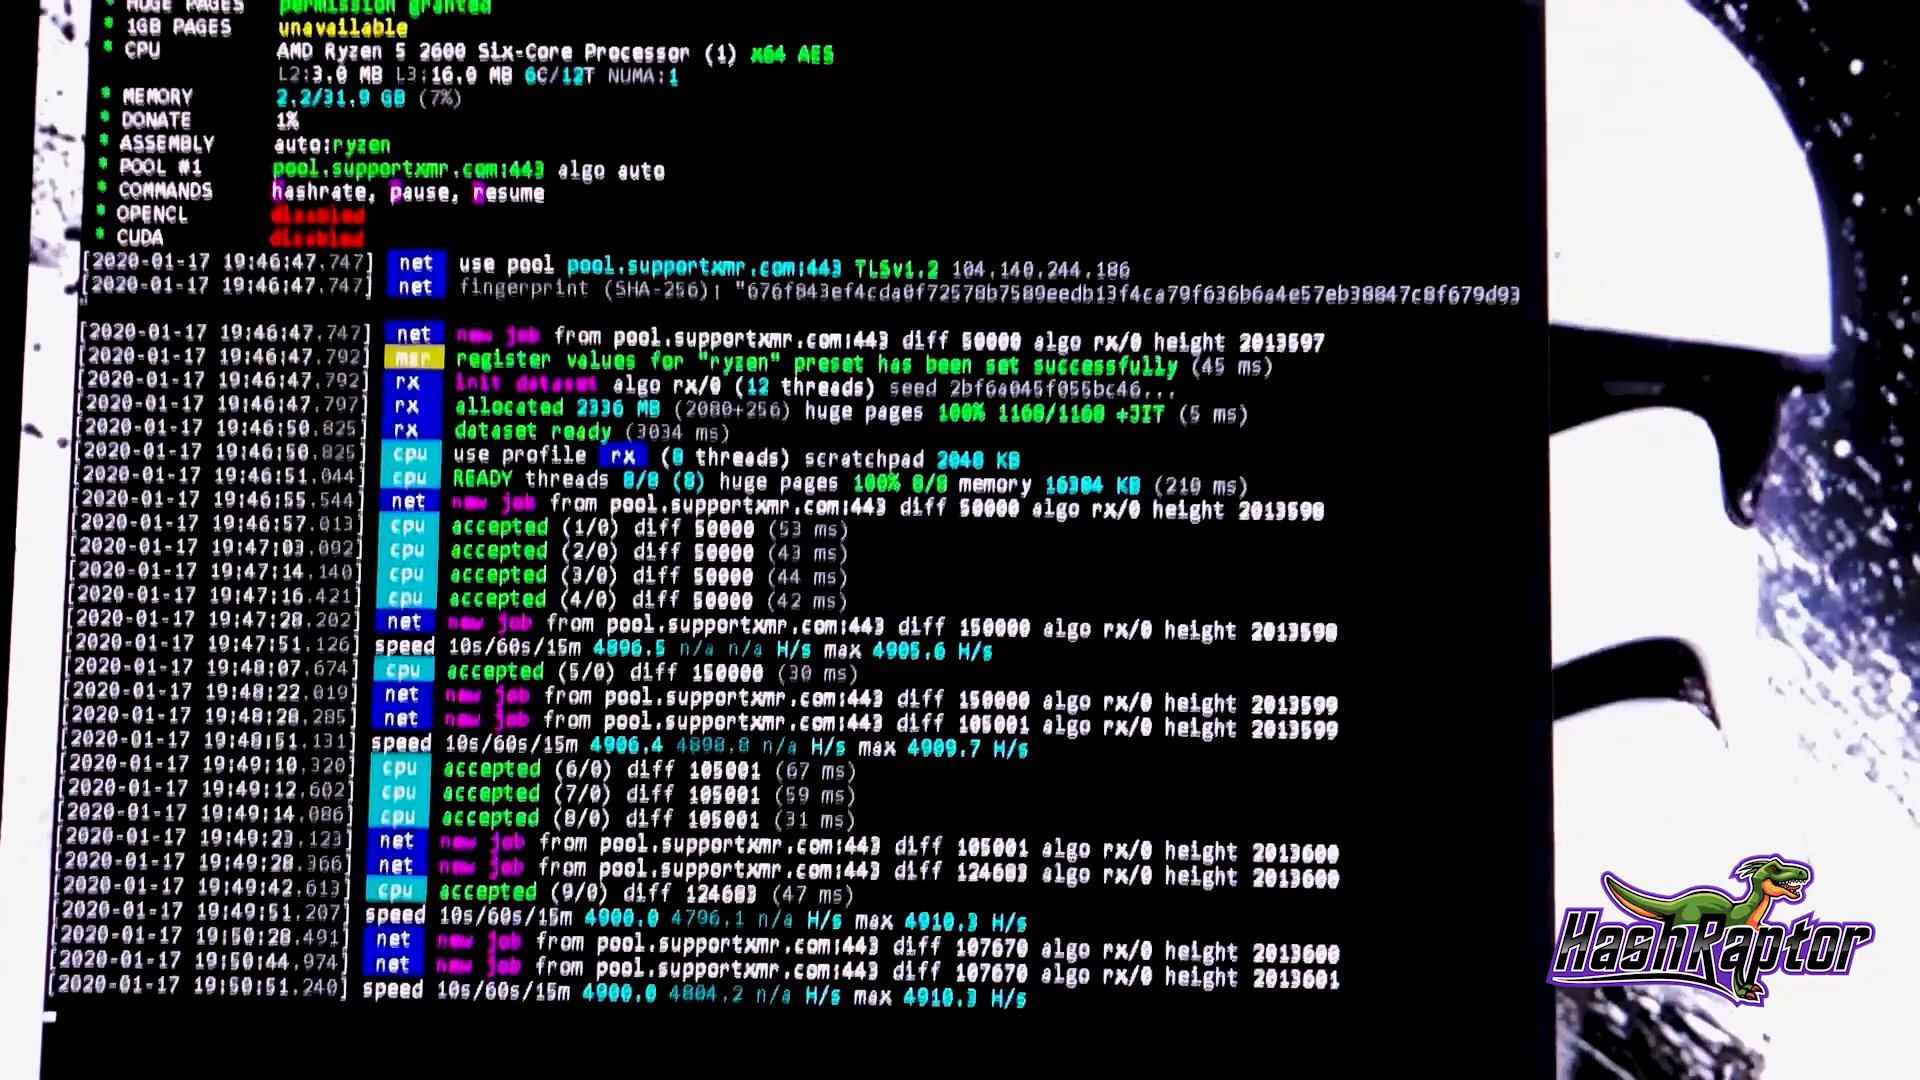 * HUGE PAGES permission granted
* 1GB PAGES unavailable
* CPU AMD Ryzen 5 2600 Six-Core Processor (1) x64 AES
L2:3.0 MB L3:16.0 MB 6C/12T NUMA:1
* MEMORY 2.2/31.9 GB (7%)
* DONATE 1%
* ASSEMBLY auto:ryzen
* POOL #1 pool.supportxmr.com:443 algo auto
* COMMANDS hashrate, pause, resume
* OPENCL disabled
* CUDA disabled
[2020-01-17 19:46:47.747] net use pool pool.supportxmr.com:443 TLSv1.2 104.140.244.186
[2020-01-17 19:46:47.747] net fingerprint (SHA-256): "676f843ef4cda0f72578b7589eedb13f4ca79f636b6a4e57eb38847c8f679d93
"
[2020-01-17 19:46:47.747] net new job from pool.supportxmr.com:443 diff 50000 algo rx/0 height 2013597
[2020-01-17 19:46:47.792] msr register values for "ryzen" preset has been set successfully (45 ms)
[2020-01-17 19:46:47.792] rx init dataset algo rx/0 (12 threads) seed 2bf6a045f055bc46...
[2020-01-17 19:46:47.797] rx allocated 2336 MB (2080+256) huge pages 100% 1168/1168 +JIT (5 ms)
[2020-01-17 19:46:50.825] rx dataset ready (3034 ms)
[2020-01-17 19:46:50.825] cpu use profile rx (8 threads) scratchpad 2048 KB
[2020-01-17 19:46:51.044] cpu READY threads 8/8 (8) huge pages 100% 8/8 memory 16384 KB (210 ms)
[2020-01-17 19:46:55.544] net new job from pool.supportxmr.com:443 diff 50000 algo rx/0 height 2013598
[2020-01-17 19:46:57.013] cpu accepted (1/0) diff 50000 (53 ms)
[2020-01-17 19:47:03.092] cpu accepted (2/0) diff 50000 (43 ms)
[2020-01-17 19:47:14.140] cpu accepted (3/0) diff 50000 (44 ms)
[2020-01-17 19:47:16.421] cpu accepted (4/0) diff 50000 (42 ms)
[2020-01-17 19:47:28.202] net new job from pool.supportxmr.com:443 diff 150000 algo rx/0 height 2013598
[2020-01-17 19:47:51.126] speed 10s/60s/15m 4896.5 n/a n/a H/s max 4905.6 H/s
[2020-01-17 19:48:07.674] cpu accepted (5/0) diff 150000 (30 ms)
[2020-01-17 19:48:22.019] net new job from pool.supportxmr.com:443 diff 150000 algo rx/0 height 2013599
[2020-01-17 19:48:28.285] net new job from pool.supportxmr.com:443 diff 105001 algo rx/0 height 2013599
[2020-01-17 19:48:51.131] speed 10s/60s/15m 4906.4 4898.8 n/a H/s max 4909.7 H/s
[2020-01-17 19:49:10.320] cpu accepted (6/0) diff 105001 (67 ms)
[2020-01-17 19:49:12.602] cpu accepted (7/0) diff 105001 (59 ms)
[2020-01-17 19:49:14.086] cpu accepted (8/0) diff 105001 (31 ms)
[2020-01-17 19:49:23.123] net new job from pool.supportxmr.com:443 diff 105001 algo rx/0 height 2013600
[2020-01-17 19:49:28.366] net new job from pool.supportxmr.com:443 diff 124683 algo rx/0 height 2013600
[2020-01-17 19:49:42.613] cpu accepted (9/0) diff 124683 (47 ms)
[2020-01-17 19:49:51.207] speed 10s/60s/15m 4900.0 4796.1 n/a H/s max 4910.3 H/s
[2020-01-17 19:50:28.491] net new job from pool.supportxmr.com:443 diff 107670 algo rx/0 height 2013600
[2020-01-17 19:50:44.974] net new job from pool.supportxmr.com:443 diff 107670 algo rx/0 height 2013601
[2020-01-17 19:50:51.240] speed 10s/60s/15m 4900.0 4804.2 n/a H/s max 4910.3 H/s
HashRaptor